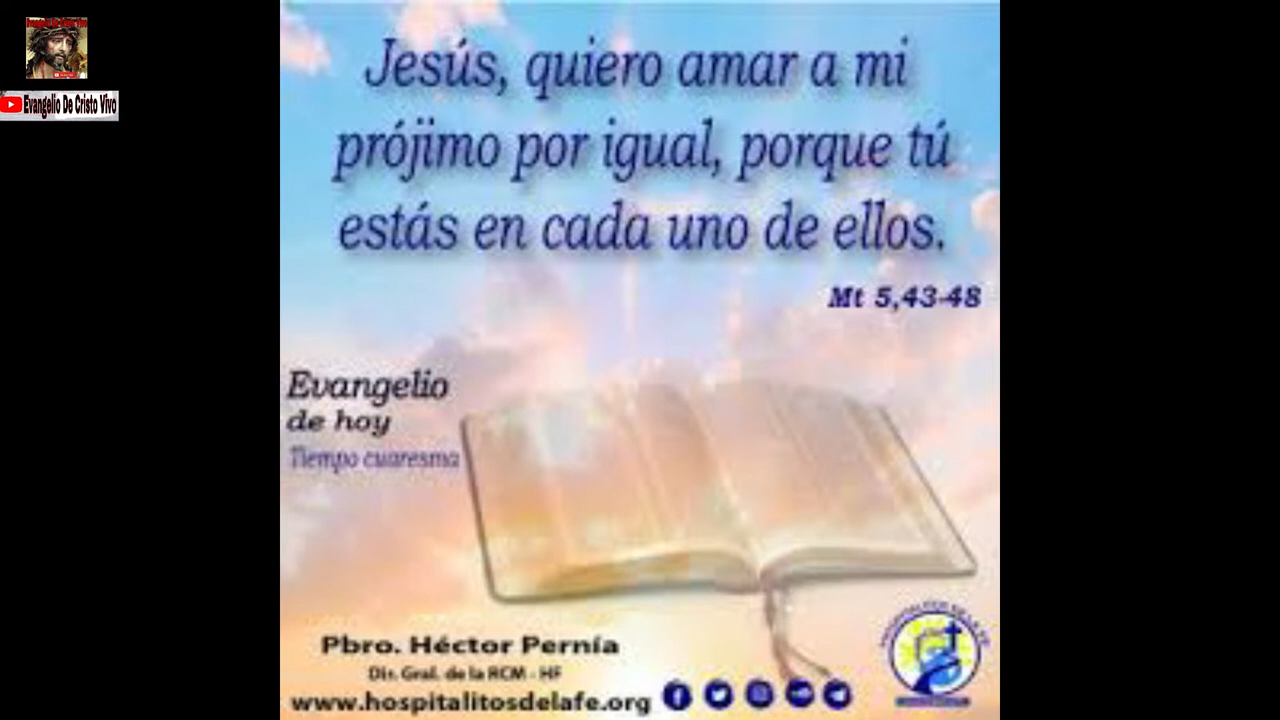 Evangelio De Cristo Vivo
Jesús, quiero amar a mi
prójimo por igual, porque tú
estás en cada uno de ellos.
Mt 5,43-48
Evangelio
de hoy
Tiempo cuaresma
Pbro. Héctor Pernía
Dir. Gral. de la RCM - HF
www.hospitalitosdelafe.org